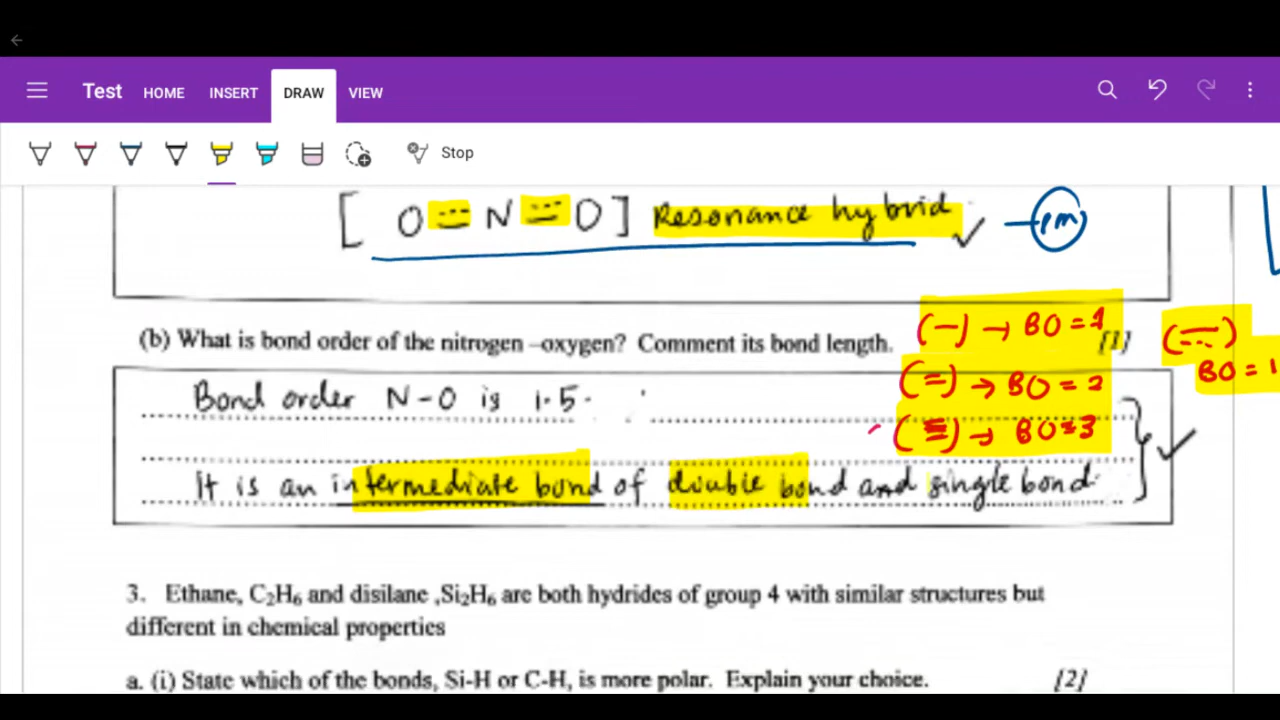 Test HOME INSERT DRAW VIEW
Stop
[ O = N = O ] Resonance hybrid
1m
(b) What is bond order of the nitrogen –oxygen? Comment its bond length. [1]
(—) → BO = 1
(=) → BO = 2
(≡) → BO = 3
BO = 1
Bond order N-O is 1.5.
It is an intermediate bond of double bond and single bond.
3. Ethane, C₂H₆ and disilane ,Si₂H₆ are both hydrides of group 4 with similar structures but
different in chemical properties
a. (i) State which of the bonds, Si-H or C-H, is more polar. Explain your choice. [2]